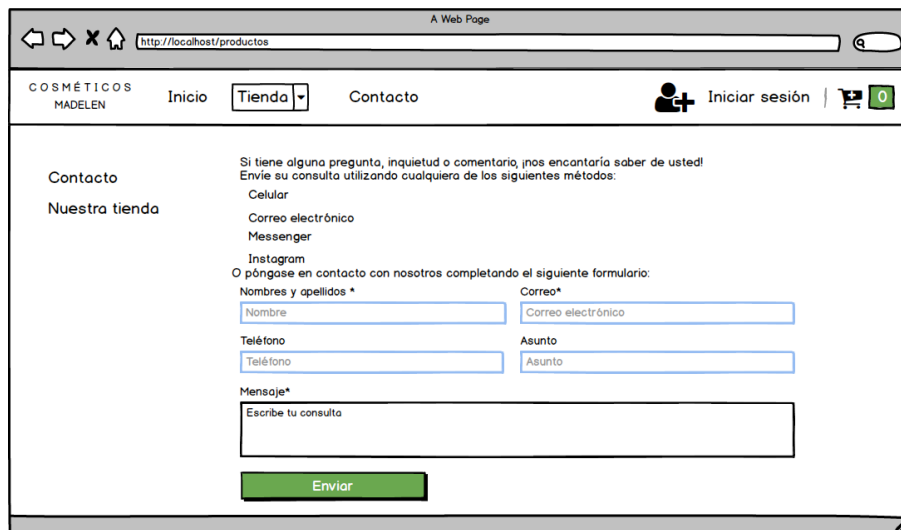 A Web Page
http://localhost/productos
COSMÉTICOS
MADELEN
Inicio
Tienda
Contacto
Iniciar sesión
0
Contacto
Nuestra tienda
Si tiene alguna pregunta, inquietud o comentario, ¡nos encantaría saber de usted!
Envíe su consulta utilizando cualquiera de los siguientes métodos:
Celular
Correo electrónico
Messenger
Instagram
O póngase en contacto con nosotros completando el siguiente formulario:
Nombres y apellidos *
Correo*
Nombre
Correo electrónico
Teléfono
Asunto
Teléfono
Asunto
Mensaje*
Escribe tu consulta
Enviar